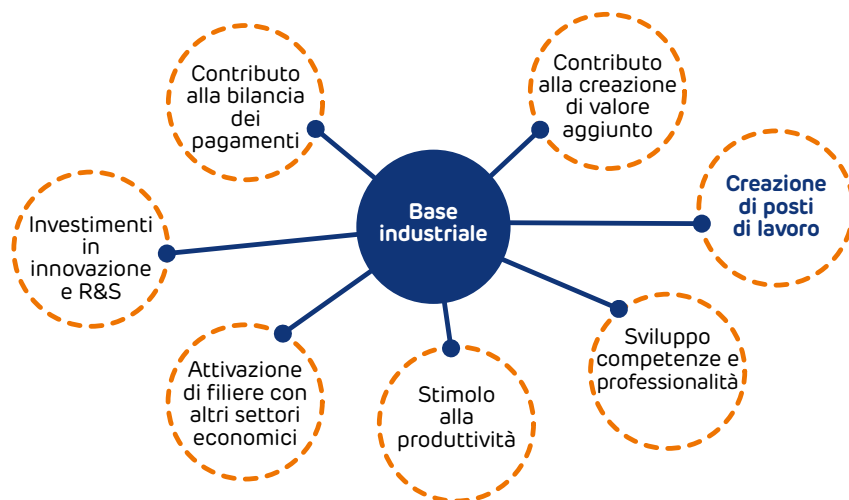 Contributo
alla bilancia
dei
pagamenti
Contributo
alla creazione
di valore
aggiunto
Creazione
di posti
di lavoro
Base
industriale
Investimenti
in
innovazione
e R&S
Attivazione
di filiere con
altri settori
economici
Stimolo
alla
produttività
Sviluppo
competenze e
professionalità